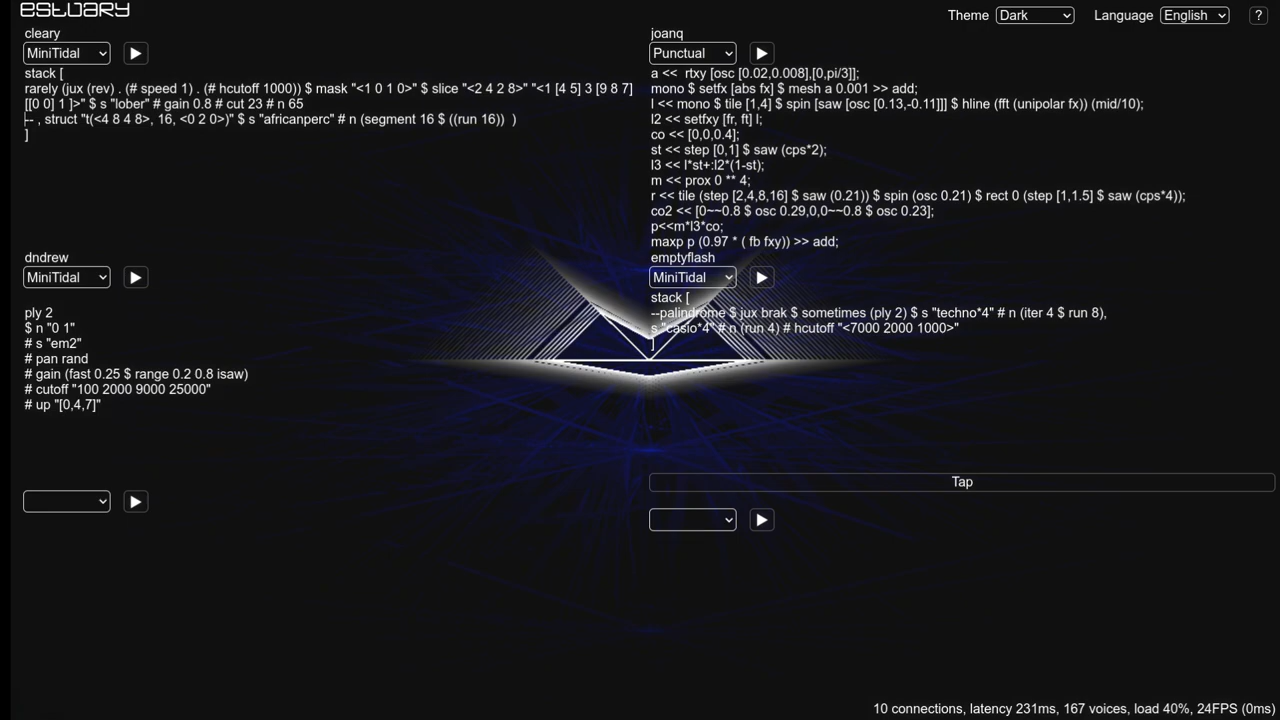 estuary
Theme Dark Language English ?
cleary
MiniTidal
stack [
rarely (jux (rev) . (# speed 1) . (# hcutoff 1000)) $ mask "<1 0 1 0>" $ slice "<2 4 2 8>" "<1 [4 5] 3 [9 8 7]
[[0 0] 1 ]>" $ s "lober" # gain 0.8 # cut 23 # n 65
-- , struct "t(<4 8 4 8>, 16, <0 2 0>)" $ s "africanperc" # n (segment 16 $ ((run 16))  )
]
joanq
Punctual
a <<  rtxy [osc [0.02,0.008],[0,pi/3]];
mono $ setfx [abs fx] $ mesh a 0.001 >> add;
l << mono $ tile [1,4] $ spin [saw [osc [0.13,-0.11]]] $ hline (fft (unipolar fx)) (mid/10);
l2 << setfxy [fr, ft] l;
co << [0,0,0.4];
st << step [0,1] $ saw (cps*2);
l3 << l*st+:l2*(1-st);
m << prox 0 ** 4;
r << tile (step [2,4,8,16] $ saw (0.21)) $ spin (osc 0.21) $ rect 0 (step [1,1.5] $ saw (cps*4));
co2 << [0~~0.8 $ osc 0.29,0,0~~0.8 $ osc 0.23];
p<<m*l3*co;
maxp p (0.97 * ( fb fxy)) >> add;
dndrew
MiniTidal
ply 2
$ n "0 1"
# s "em2"
# pan rand
# gain (fast 0.25 $ range 0.2 0.8 isaw)
# cutoff "100 2000 9000 25000"
# up "[0,4,7]"
emptyflash
MiniTidal
stack [
--palindrome $ jux brak $ sometimes (ply 2) $ s "techno*4" # n (iter 4 $ run 8),
s "casio*4" # n (run 4) # hcutoff "<7000 2000 1000>"
]
Tap
10 connections, latency 231ms, 167 voices, load 40%, 24FPS (0ms)